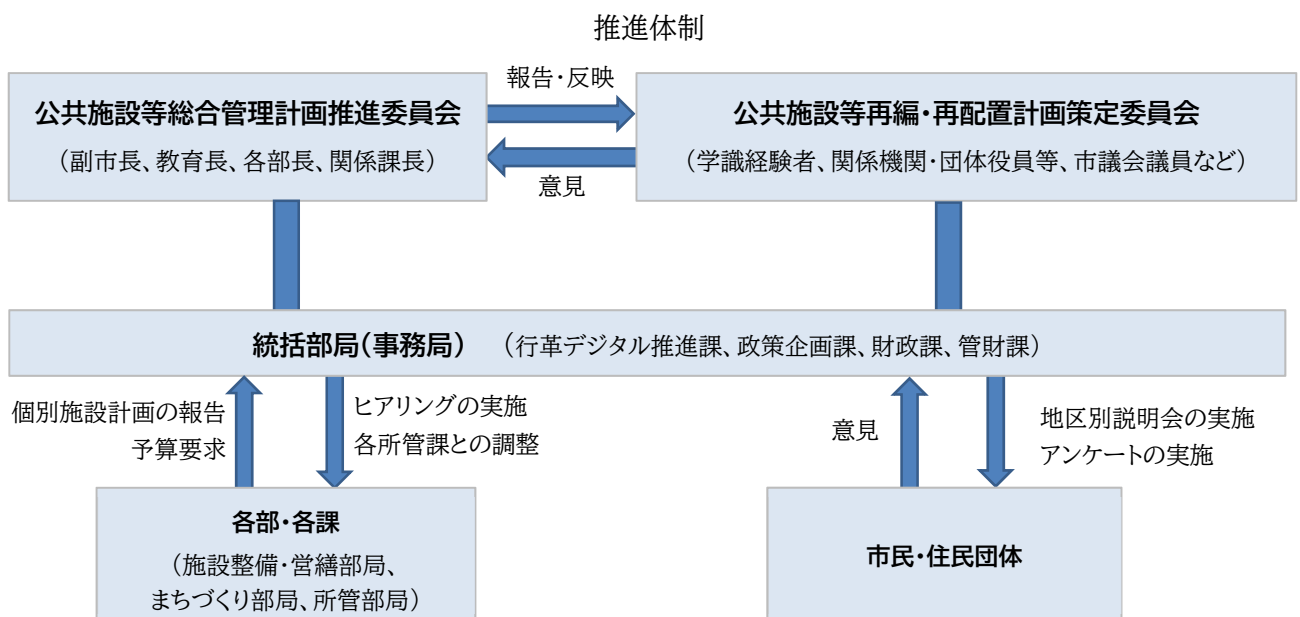 推進体制
報告・反映
公共施設等総合管理計画推進委員会
（副市長、教育長、各部長、関係課長）
公共施設等再編・再配置計画策定委員会
（学識経験者、関係機関・団体役員等、市議会議員など）
意見
統括部局（事務局）　（行革デジタル推進課、政策企画課、財政課、管財課）
個別施設計画の報告
予算要求
ヒアリングの実施
各所管課との調整
意見
地区別説明会の実施
アンケートの実施
各部・各課
（施設整備・営繕部局、
まちづくり部局、所管部局）
市民・住民団体